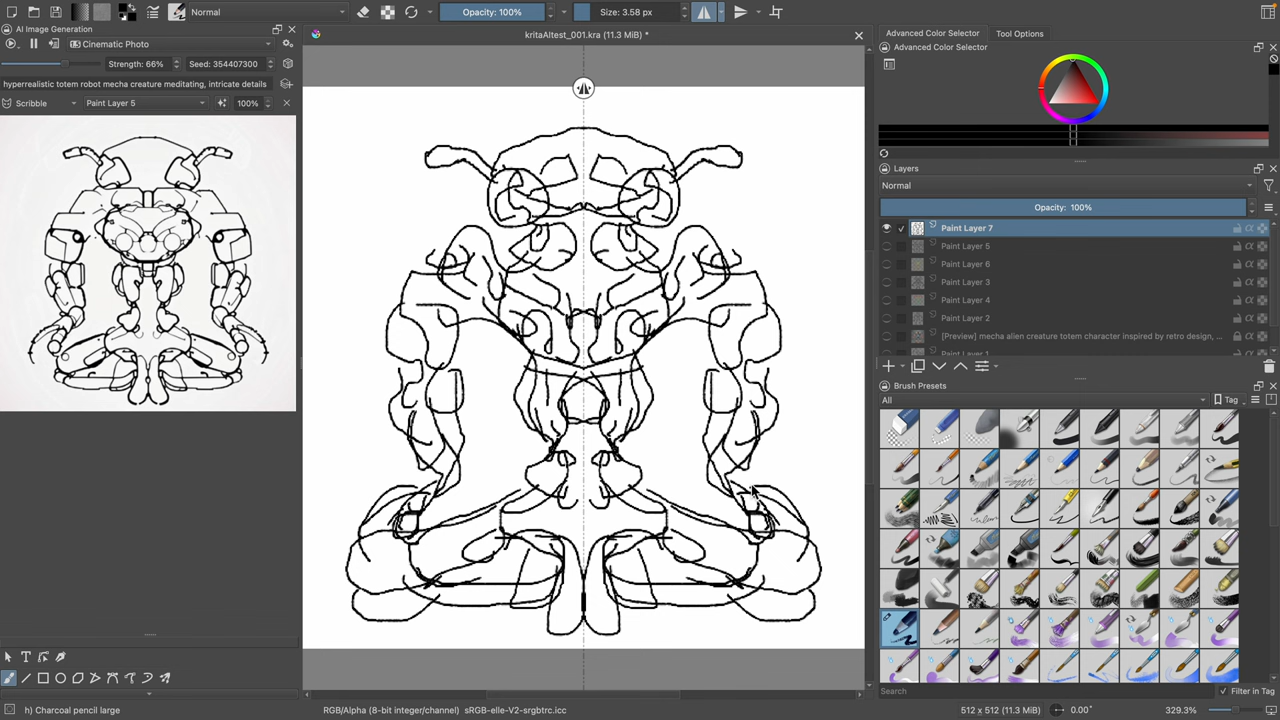 Normal
Opacity: 100%
Size: 3.58 px
AI Image Generation
Cinematic Photo
Strength: 66%
Seed: 354407300
hyperrealistic totem robot mecha creature meditating, intricate details
Scribble
Paint Layer 5
100%
kritaAItest_001.kra (11.3 MiB) *
Advanced Color Selector
Tool Options
Advanced Color Selector
Layers
Normal
Opacity: 100%
Paint Layer 7
Paint Layer 5
Paint Layer 6
Paint Layer 3
Paint Layer 4
Paint Layer 2
[Preview] mecha alien creature totem character inspired by retro design, ...
Paint Layer 1
Brush Presets
All
Tag
Search
Filter in Tag
h) Charcoal pencil large
RGB/Alpha (8-bit integer/channel) sRGB-elle-V2-srgbtrc.icc
512 x 512 (11.3 MiB)
0.00°
329.3%